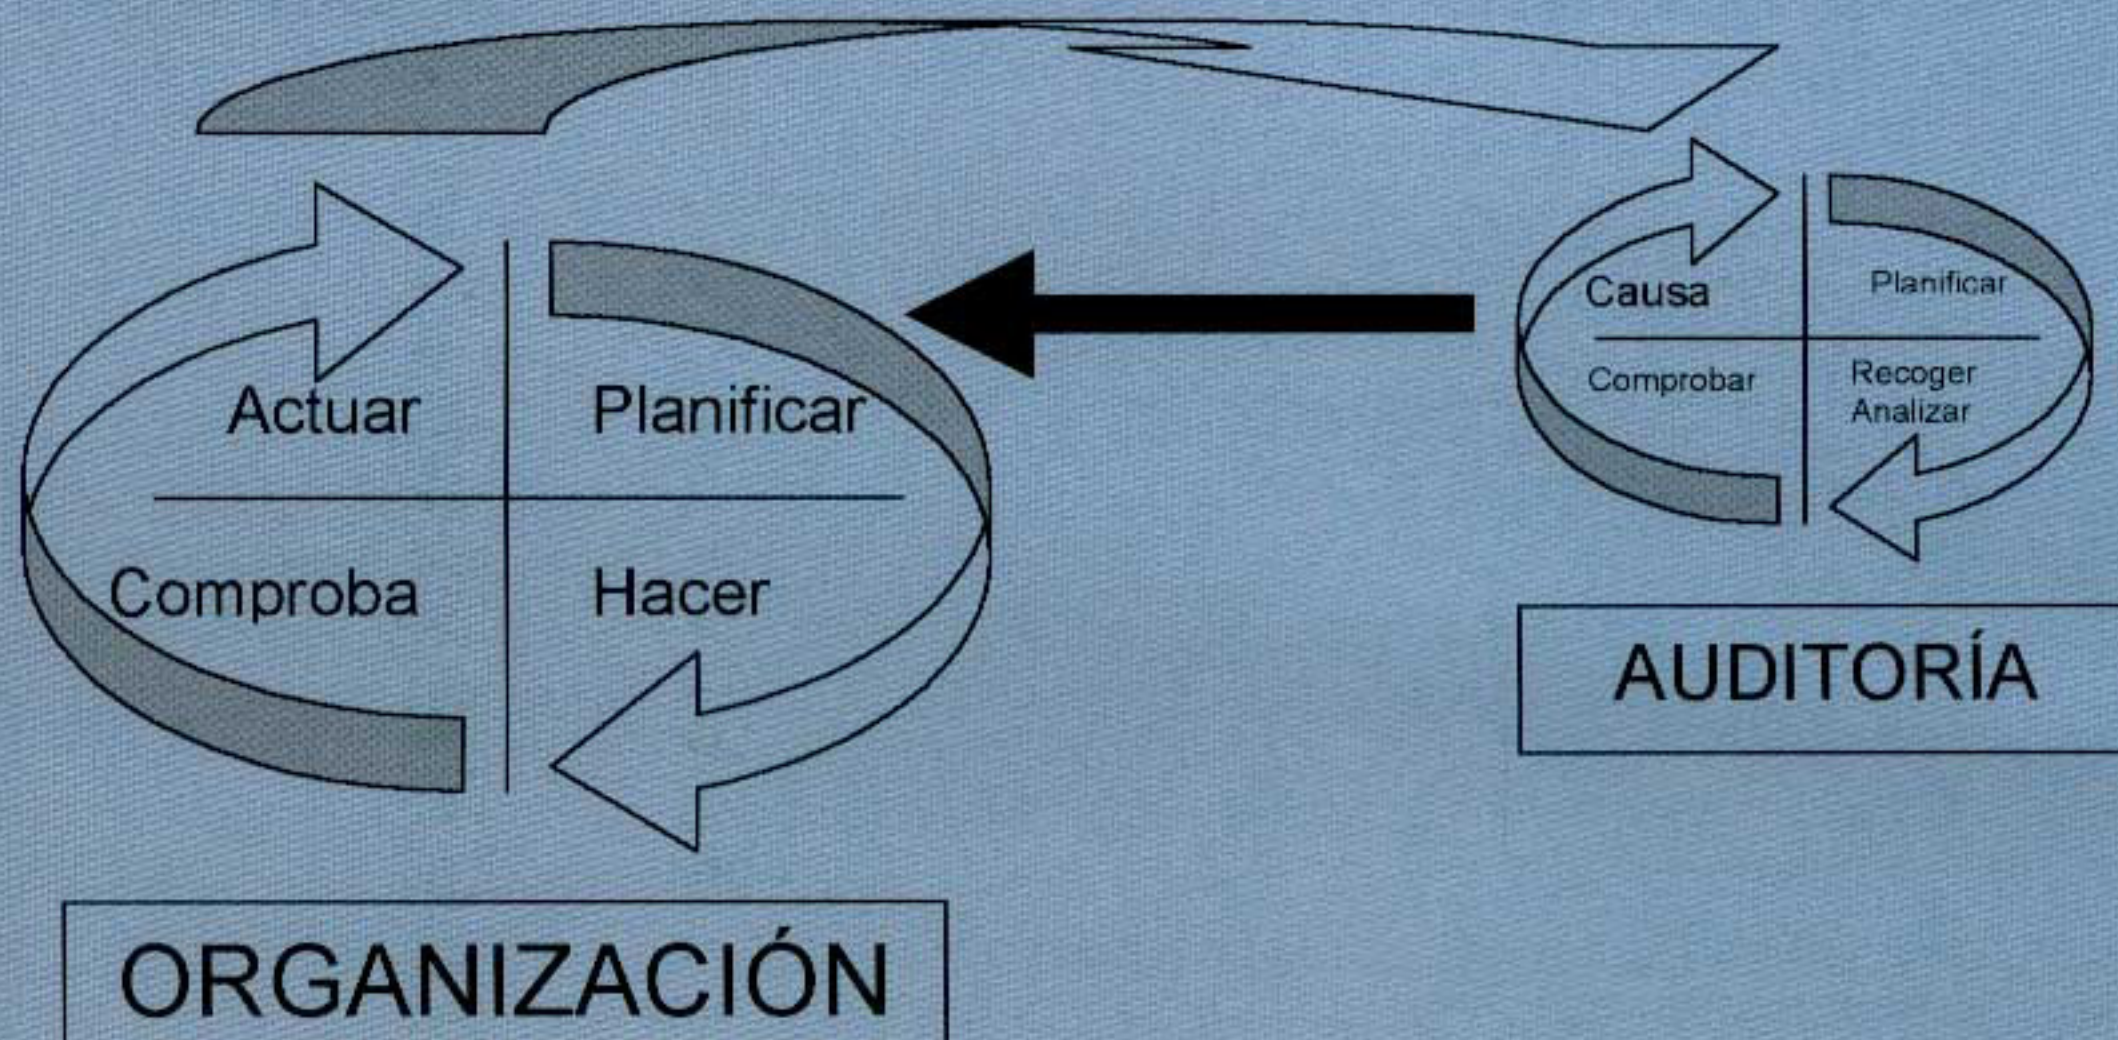 Actuar
Planificar
Comproba
Hacer
ORGANIZACIÓN
Causa
Planificar
Comprobar
Recoger
Analizar
AUDITORÍA